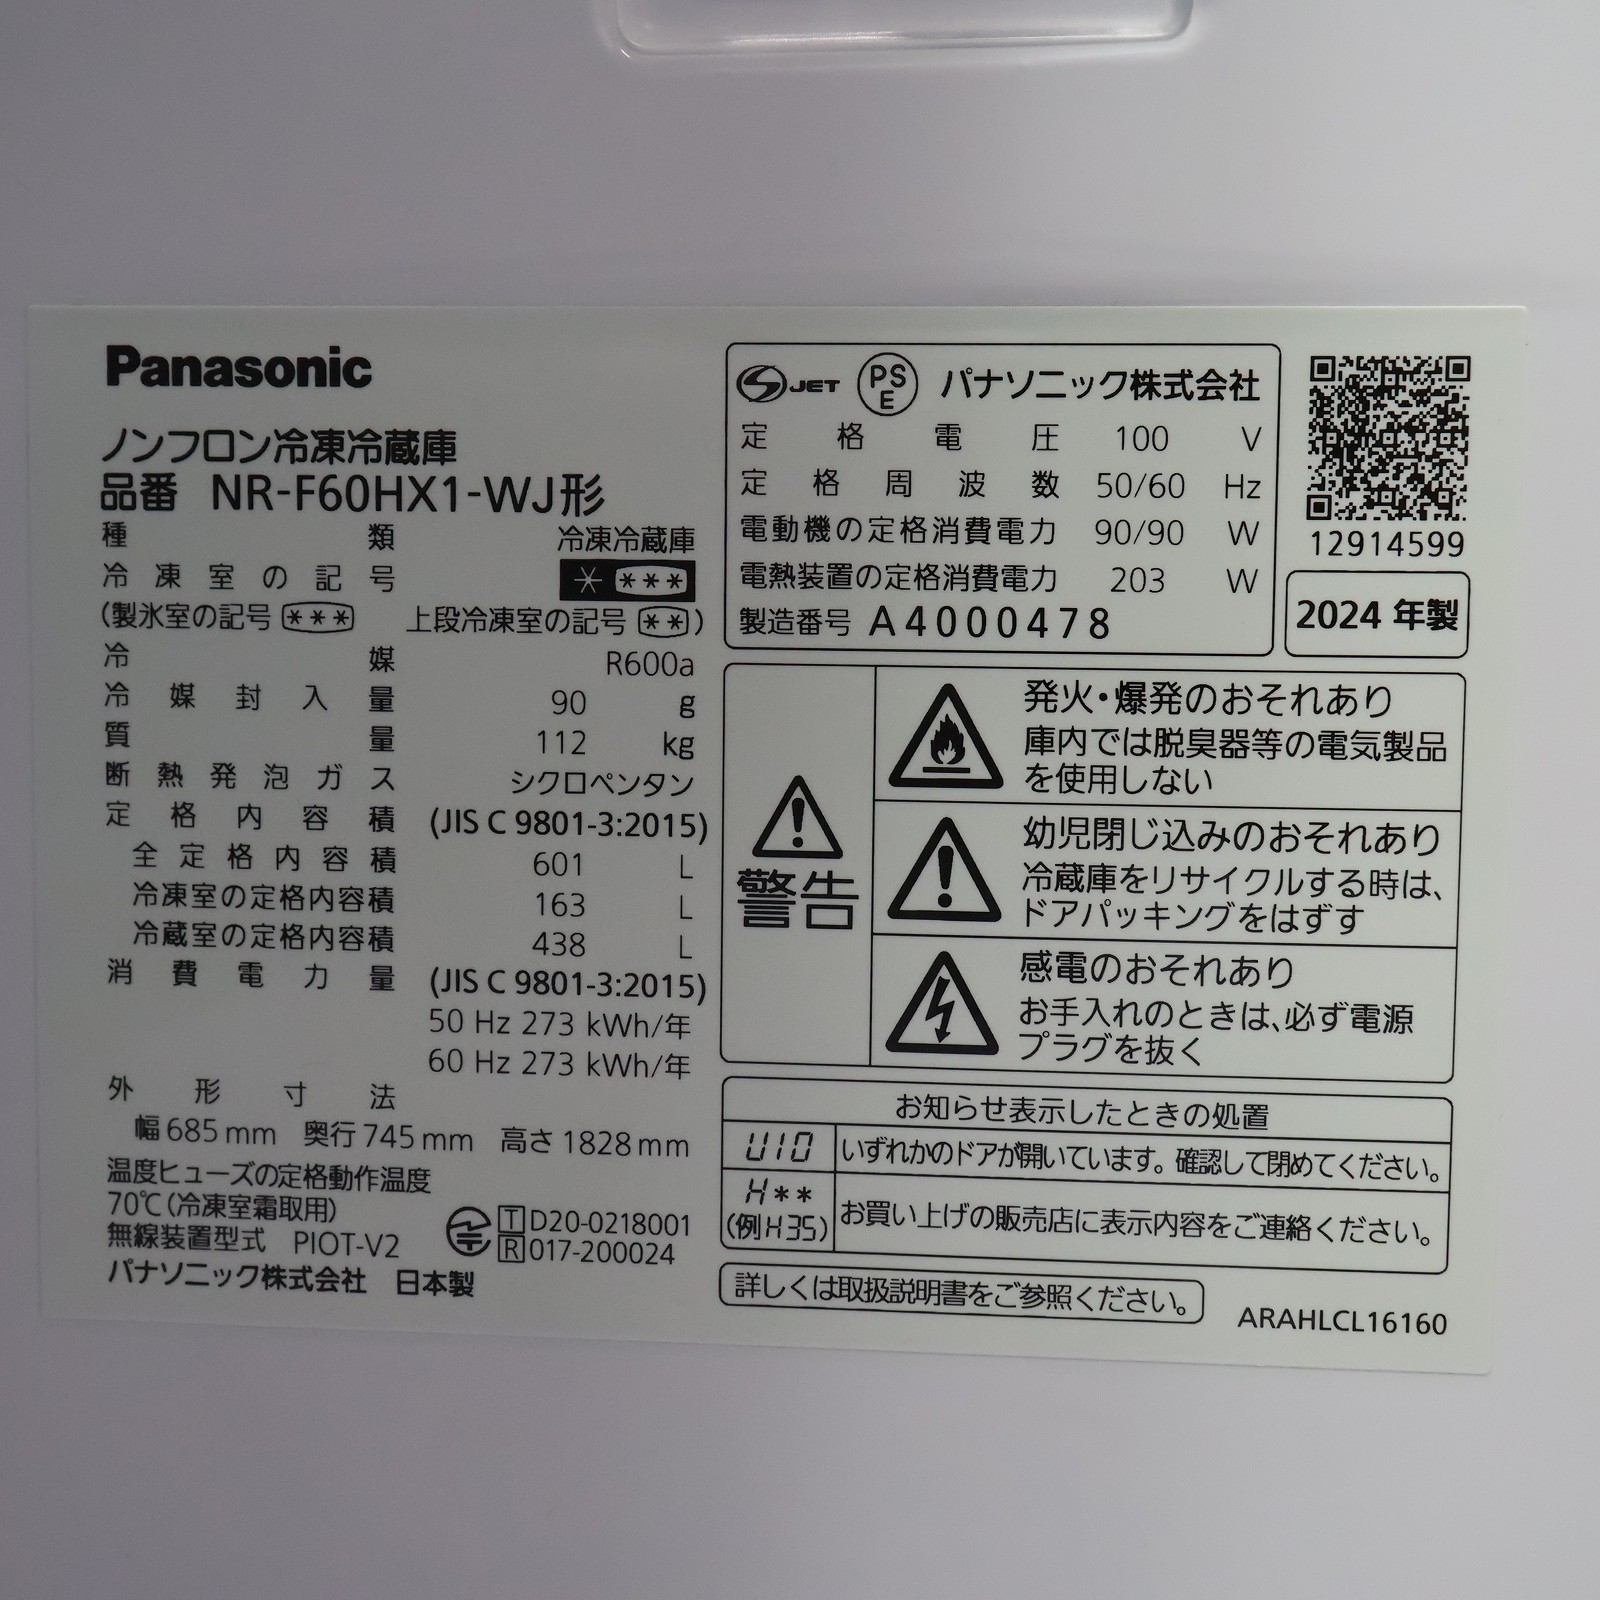 Panasonic
ノンフロン冷凍冷蔵庫
品番 NR-F60HX1-WJ形
種類 冷凍冷蔵庫
冷凍室の記号 * ***
(製氷室の記号 *** 上段冷凍室の記号 **)
冷媒 R600a
冷媒封入量 90 g
質量 112 kg
断熱発泡ガス シクロペンタン
定格内容積 (JIS C 9801-3:2015)
全定格内容積 601 L
冷凍室の定格内容積 163 L
冷蔵室の定格内容積 438 L
消費電力量 (JIS C 9801-3:2015)
50 Hz 273 kWh/年
60 Hz 273 kWh/年
外形寸法
幅 685 mm 奥行 745 mm 高さ 1828 mm
温度ヒューズの定格動作温度
70℃(冷凍室霜取用)
無線装置型式 PIOT-V2
T D20-0218001
R 017-200024
パナソニック株式会社 日本製
JET PSE パナソニック株式会社
定格電圧 100 V
定格周波数 50/60 Hz
電動機の定格消費電力 90/90 W
電熱装置の定格消費電力 203 W
製造番号 A4000478
12914599
2024 年製
警告
発火・爆発のおそれあり
庫内では脱臭器等の電気製品
を使用しない
幼児閉じ込みのおそれあり
冷蔵庫をリサイクルする時は、
ドアパッキングをはずす
感電のおそれあり
お手入れのときは、必ず電源
プラグを抜く
お知らせ表示したときの処置
U10 いずれかのドアが開いています。確認して閉めてください。
H**
(例H35) お買い上げの販売店に表示内容をご連絡ください。
詳しくは取扱説明書をご参照ください。
ARAHLCL16160